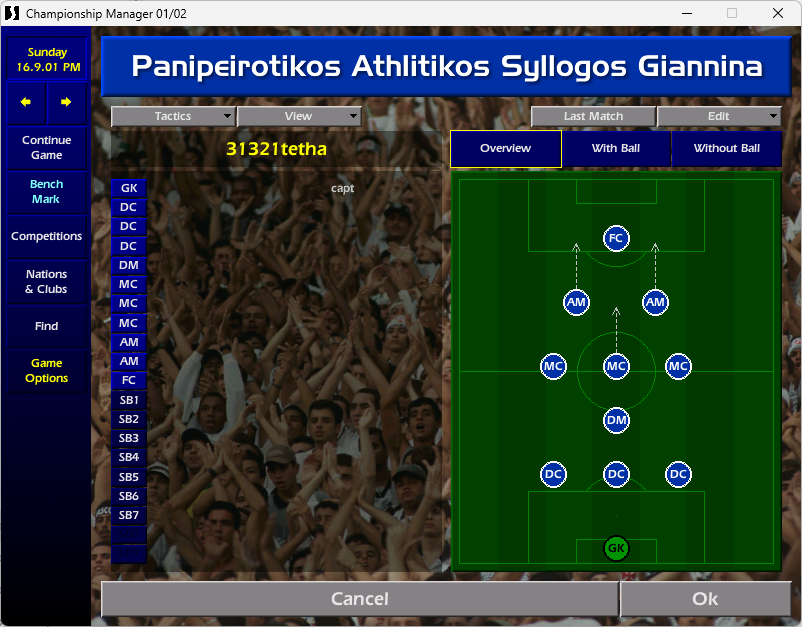 Championship Manager 01/02
Sunday
16.9.01 PM
Continue
Game
Bench
Mark
Competitions
Nations
& Clubs
Find
Game
Options
Panipeirotikos Athlitikos Syllogos Giannina
Tactics
View
Last Match
Edit
31321tetha
Overview
With Ball
Without Ball
GK
capt
DC
DC
DC
DM
MC
MC
MC
AM
AM
FC
SB1
SB2
SB3
SB4
SB5
SB6
SB7
FC
AM
AM
MC
MC
MC
DM
DC
DC
DC
GK
Cancel
Ok